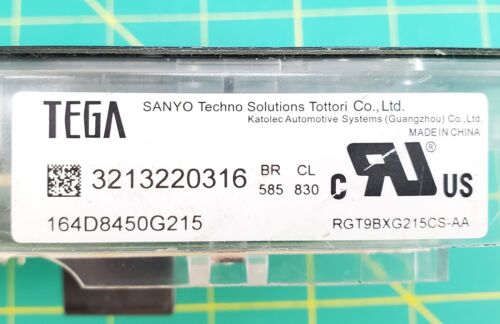 TEGA
SANYO Techno Solutions Tottori Co.,Ltd.
Katolec Automotive Systems (Guangzhou) Co.,Ltd.
MADE IN CHINA
3213220316
BR CL
585 830
C RU ® US
164D8450G215
RGT9BXG215CS-AA